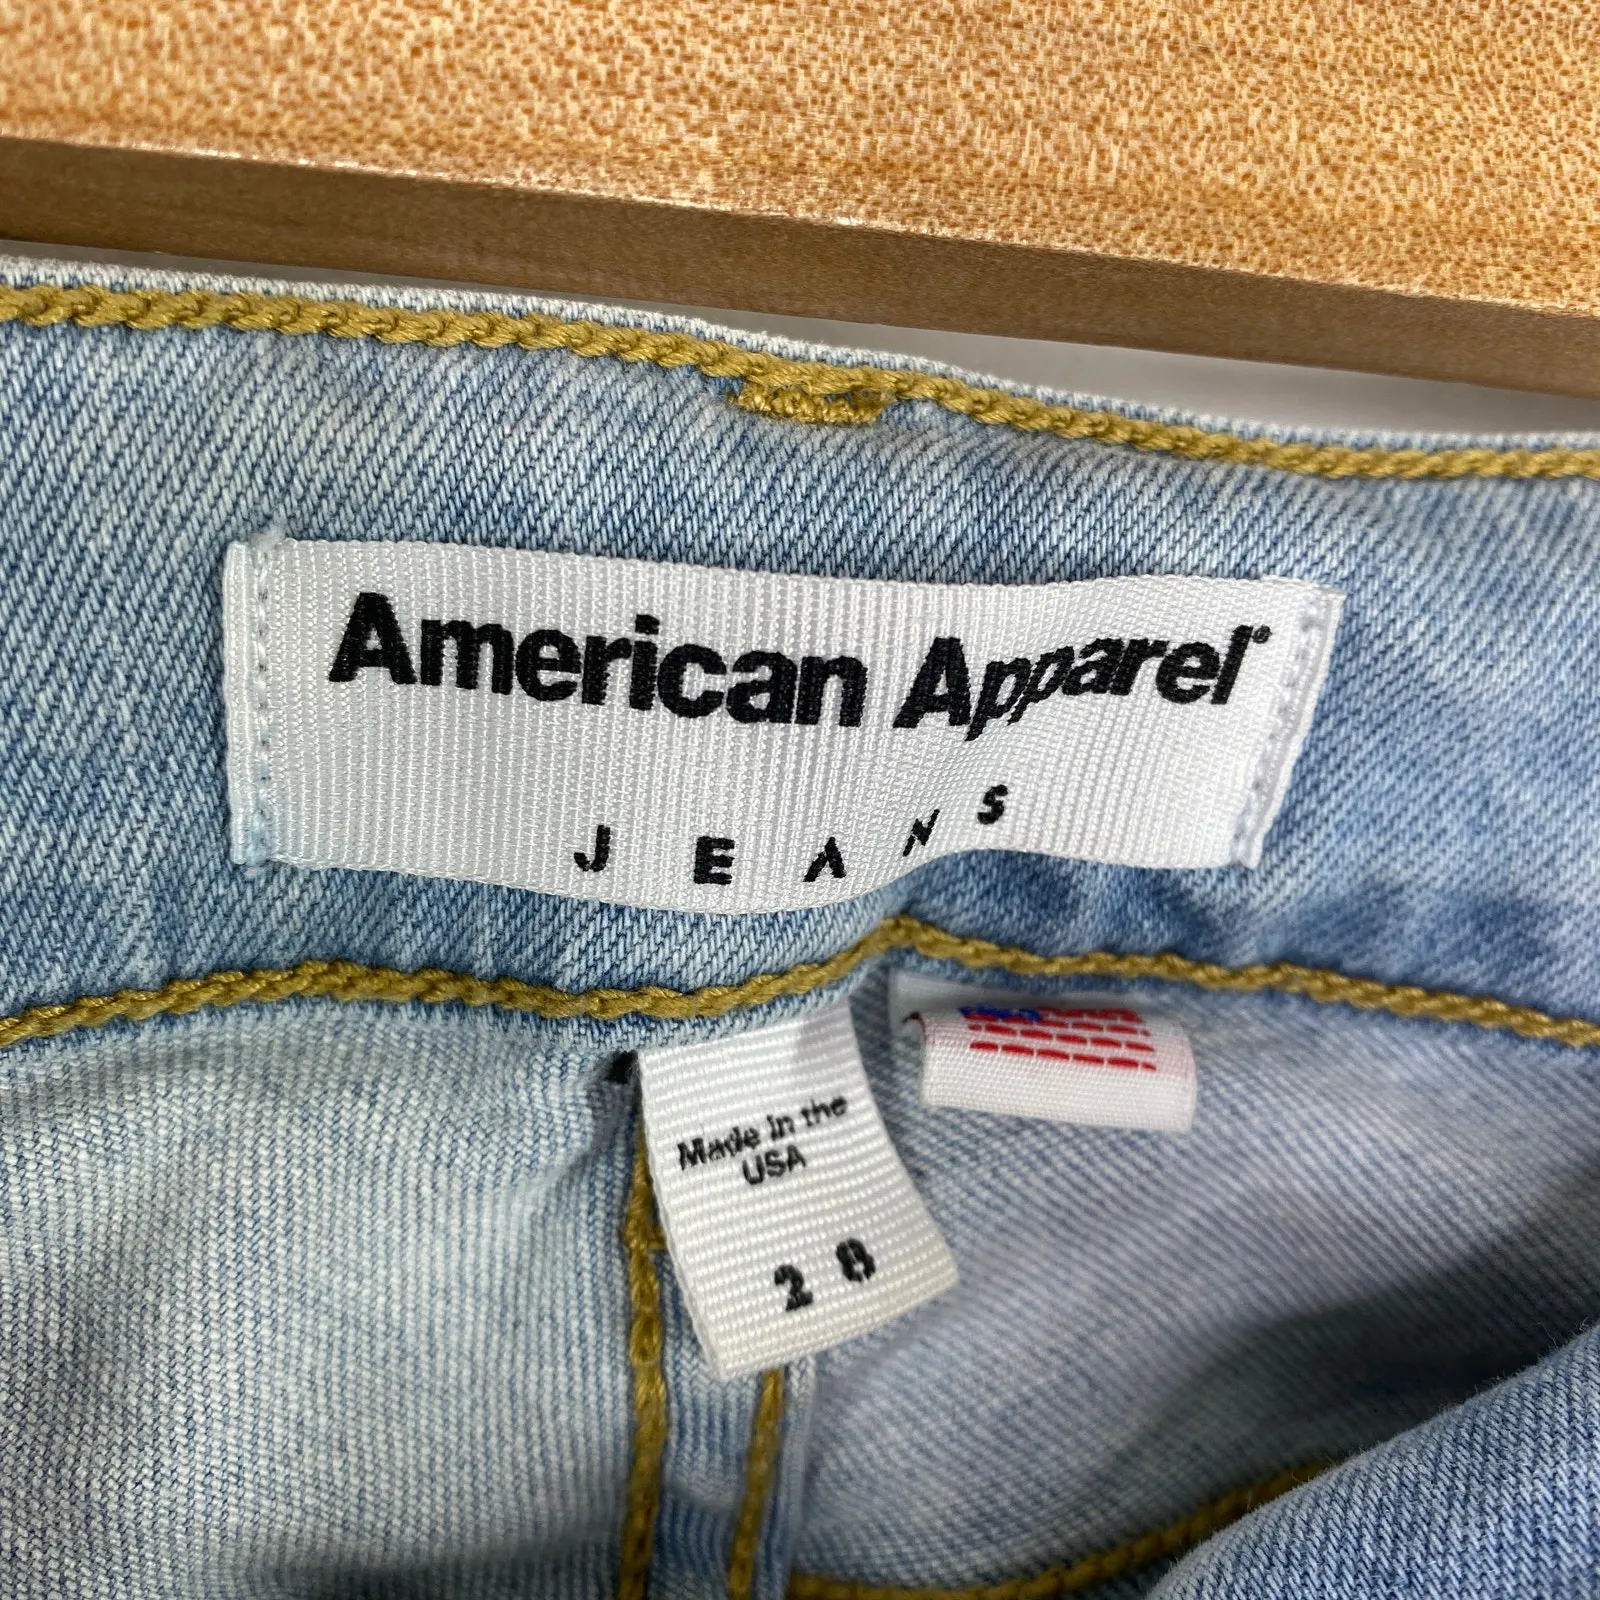 American Apparel®
JEANS
Made in the
USA
28